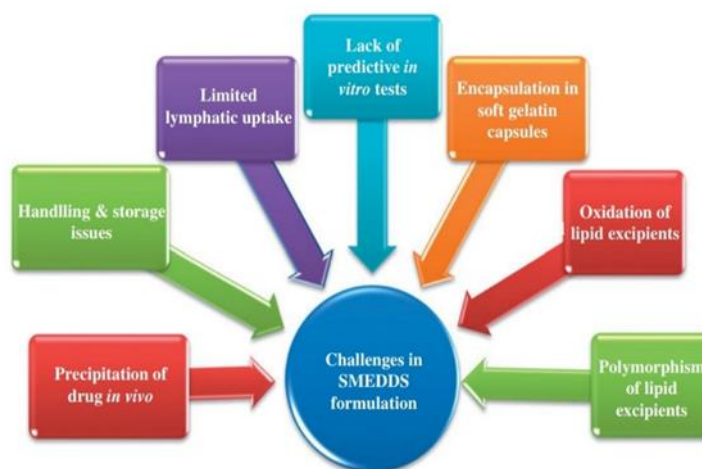 Lack of
predictive in
vitro tests
Limited
lymphatic uptake
Encapsulation in
soft gelatin
capsules
Handlling & storage
issues
Oxidation of
lipid excipients
Precipitation of
drug in vivo
Challenges in
SMEDDS
formulation
Polymorphism
of lipid
excipients